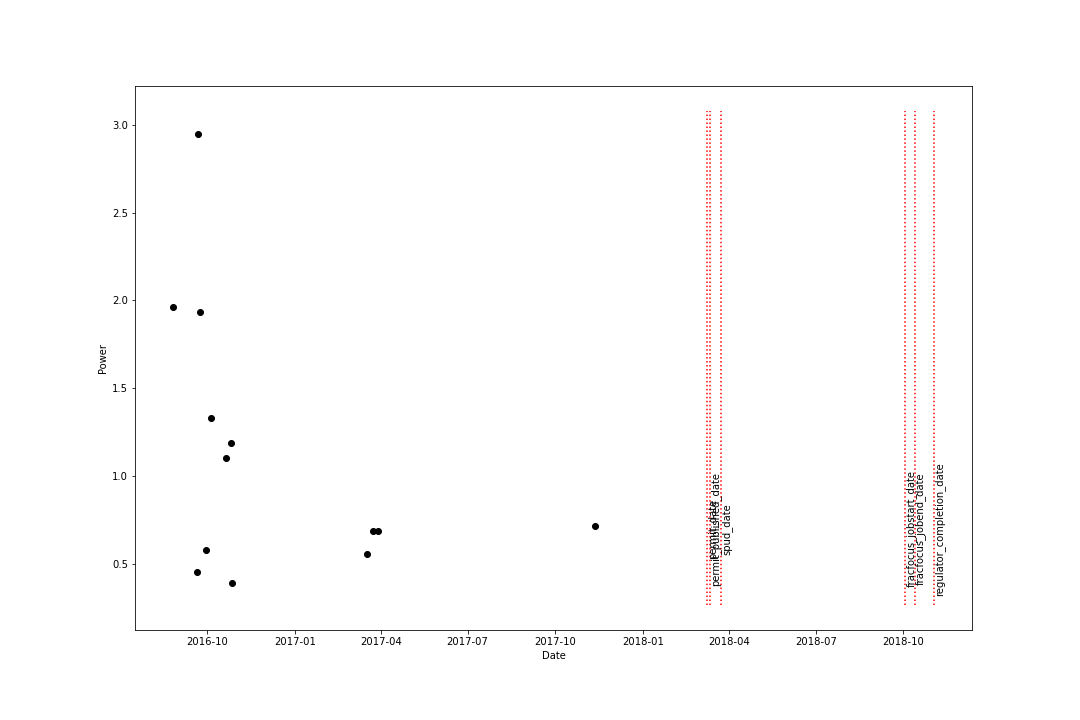 3.0
2.5
2.0
1.5
1.0
0.5
Power
permit_date
permit_published_date
spud_date
fracfocus_jobstart_date
fracfocus_jobend_date
regulator_completion_date
2016-10 2017-01 2017-04 2017-07 2017-10 2018-01 2018-04 2018-07 2018-10
Date